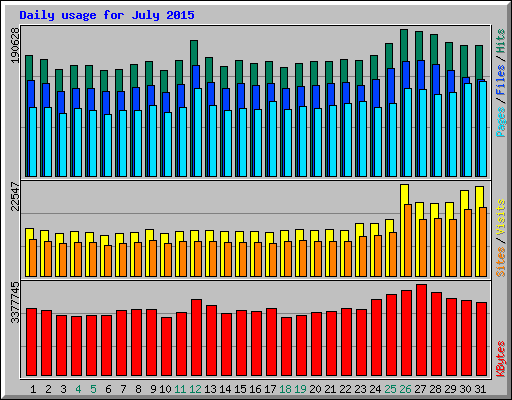 Daily usage for July 2015
190628
Pages / Files / Hits
22547
Sites / Visits
3377745
KBytes
1 2 3 4 5 6 7 8 9 10 11 12 13 14 15 16 17 18 19 20 21 22 23 24 25 26 27 28 29 30 31